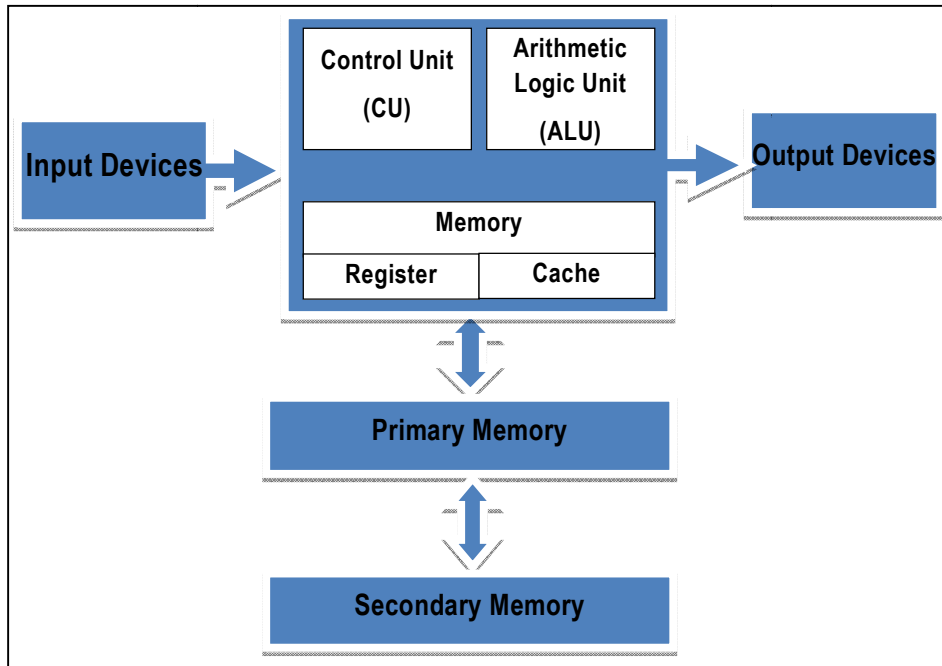 Control Unit
(CU)
Arithmetic
Logic Unit
(ALU)
Input Devices
Output Devices
Memory
Register
Cache
Primary Memory
Secondary Memory